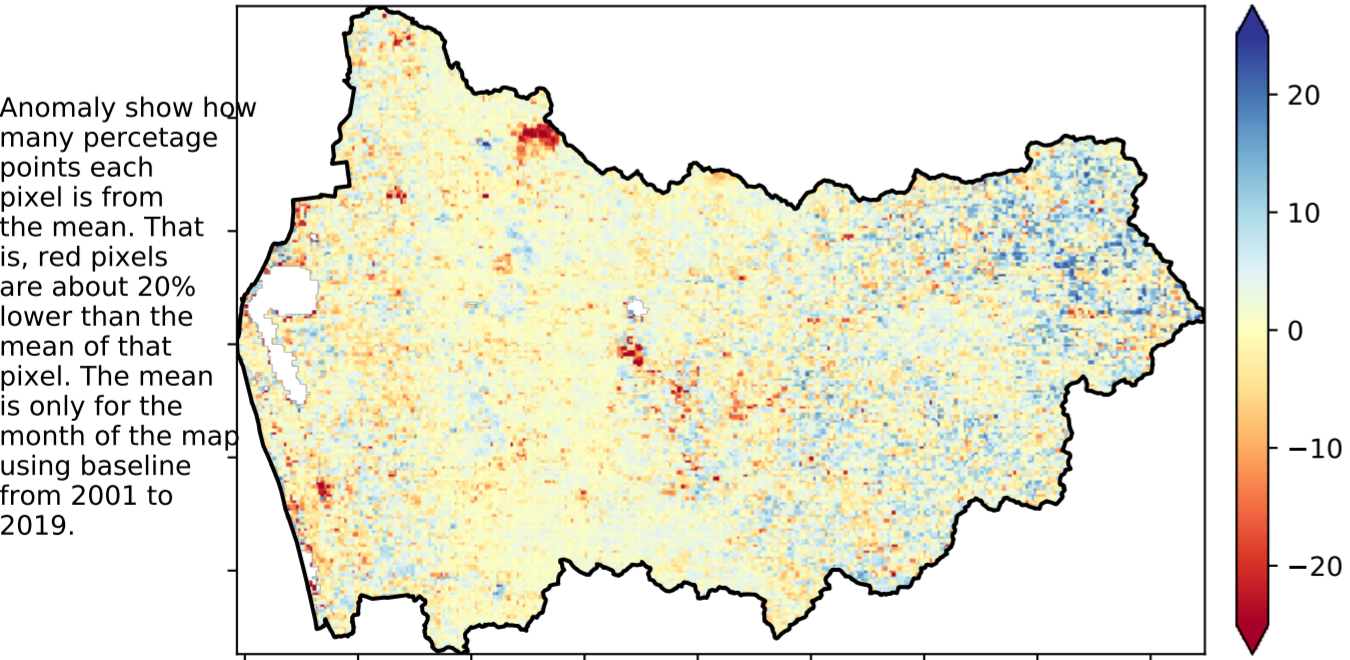 Anomaly show how
many percetage
points each
pixel is from
the mean. That
is, red pixels
are about 20%
lower than the
mean of that
pixel. The mean
is only for the
month of the map
using baseline
from 2001 to
2019.
20
10
0
−10
−20